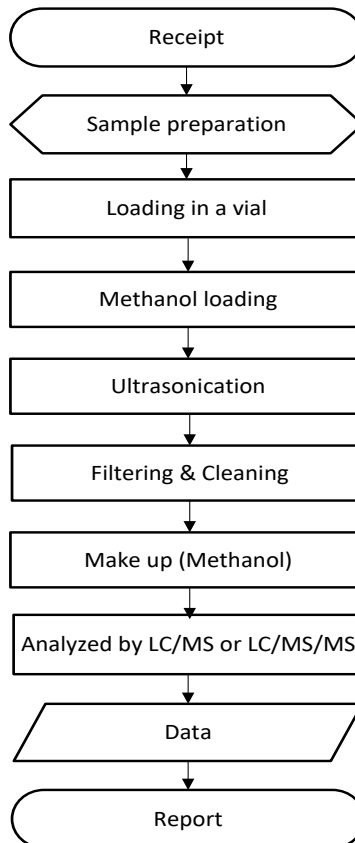 Receipt
Sample preparation
Loading in a vial
Methanol loading
Ultrasonication
Filtering & Cleaning
Make up (Methanol)
Analyzed by LC/MS or LC/MS/MS
Data
Report